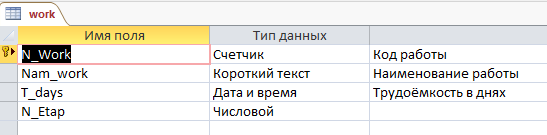 work
Имя поля Тип данных
N_Work Счетчик Код работы
Nam_work Короткий текст Наименование работы
T_days Дата и время Трудоёмкость в днях
N_Etap Числовой